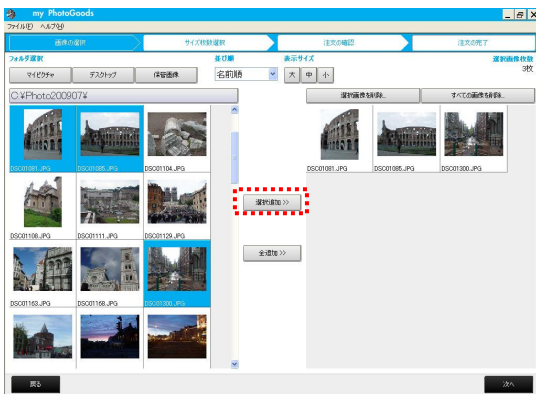 my PhotoGoods
ファイル(F) ヘルプ(H)
画像の選択 サイズ枚数選択 注文の確認 注文の完了
フォルダ選択 並び順 表示サイズ 選択画像枚数
マイピクチャ デスクトップ 保管画像 名前順 大 中 小 3枚
C:¥Photo200907¥ 選択画像を削除... すべての画像を削除...
DSC01081.JPG DSC01085.JPG DSC01104.JPG DSC01081.JPG DSC01085.JPG DSC01300.JPG
選択追加 >>
DSC01108.JPG DSC01111.JPG DSC01129.JPG
全追加 >>
DSC01163.JPG DSC01168.JPG DSC01300.JPG
戻る 次へ